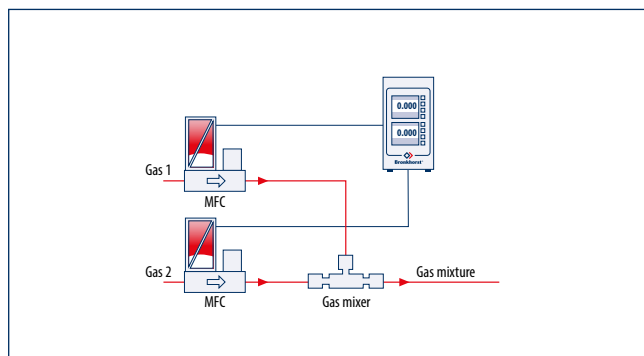 0.000
0.000
Bronkhorst®
Gas 1
MFC
Gas 2
MFC
Gas mixer
Gas mixture